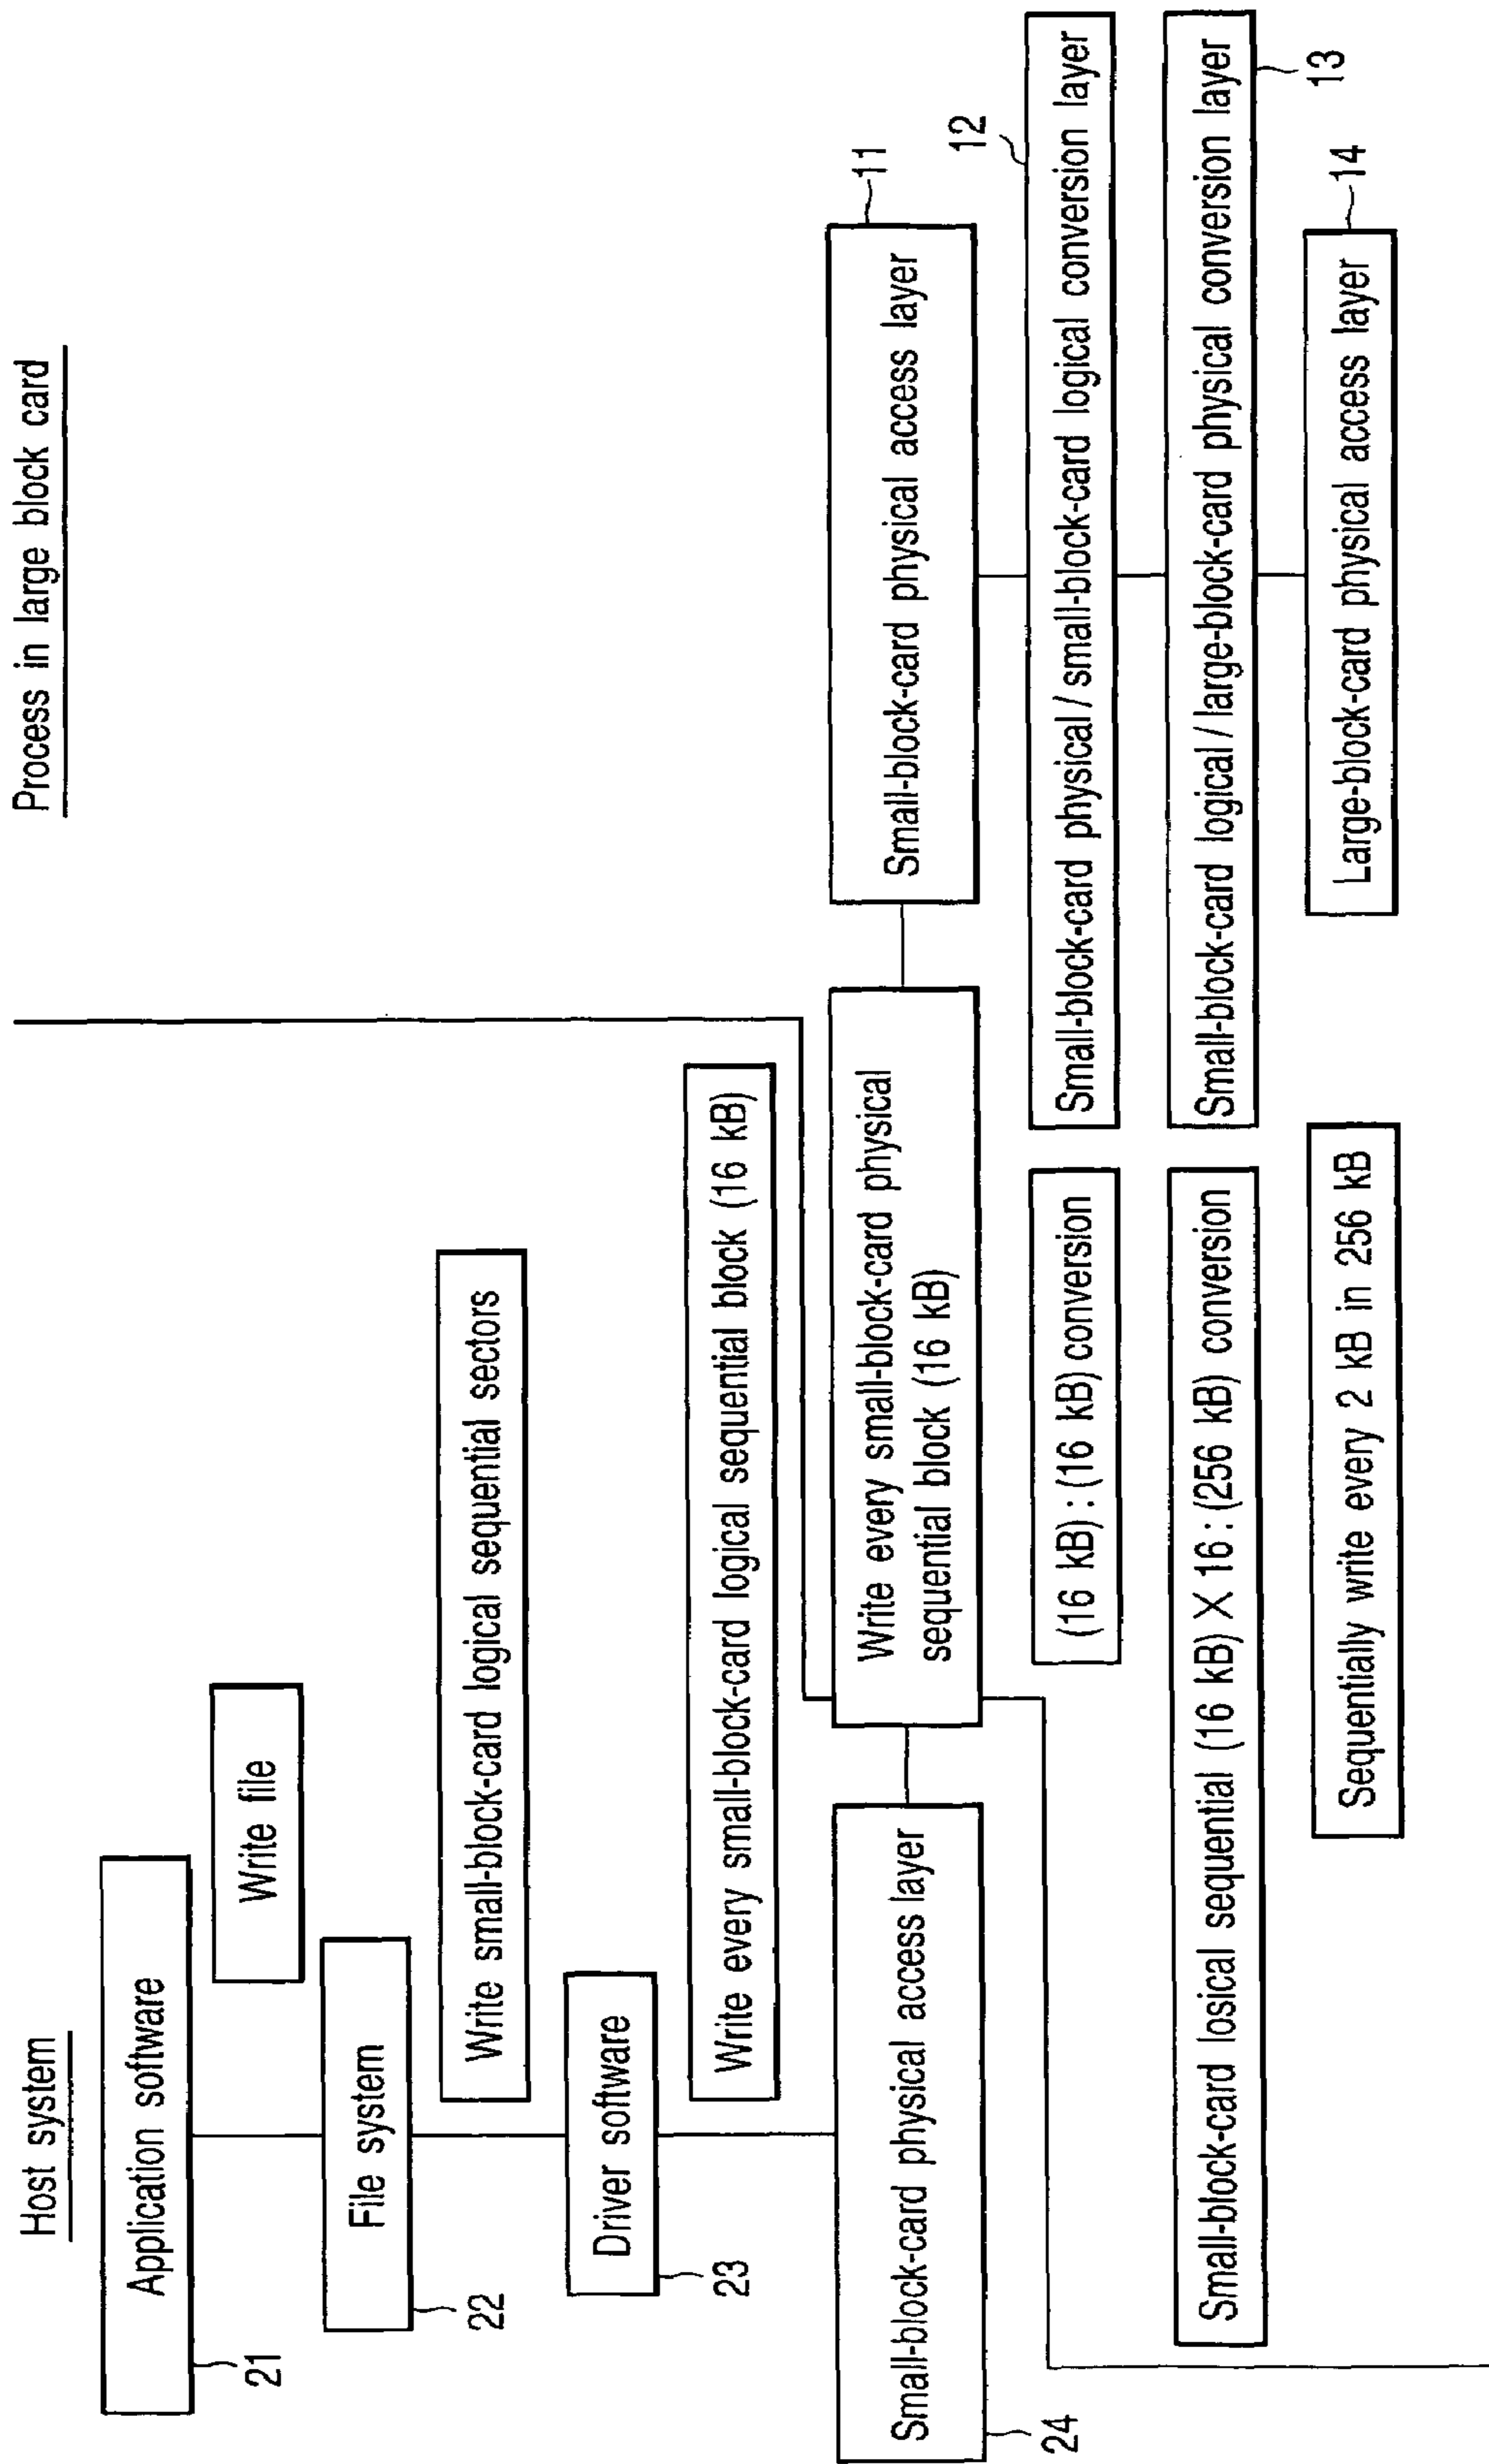 Host system
Process in large block card
Application software
21
Write file
File system
22
Write small-block-card logical sequential sectors
Driver software
23
Write every small-block-card logical sequential block (16 kB)
Small-block-card physical access layer
24
Write every small-block-card physical
sequential block (16 kB)
Small-block-card physical access layer
11
(16 kB) : (16 kB) conversion
Small-block-card physical / small-block-card logical conversion layer
12
Small-block-card losical sequential (16 kB) X 16 : (256 kB) conversion
Small-block-card logical / large-block-card physical conversion layer
13
Sequentially write every 2 kB in 256 kB
Large-block-card physical access layer
14